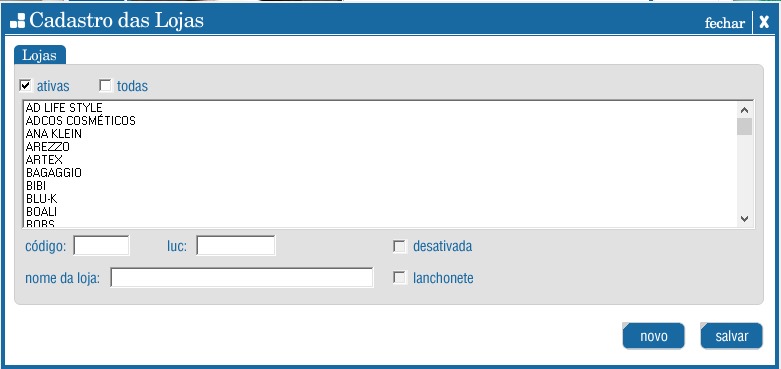 Cadastro das Lojas
fechar X
Lojas
ativas todas
AD LIFE STYLE
ADCOS COSMÉTICOS
ANA KLEIN
AREZZO
ARTEX
BAGAGGIO
BIBI
BLU-K
BOALI
BOBS
código: luc: desativada
nome da loja: lanchonete
novo salvar